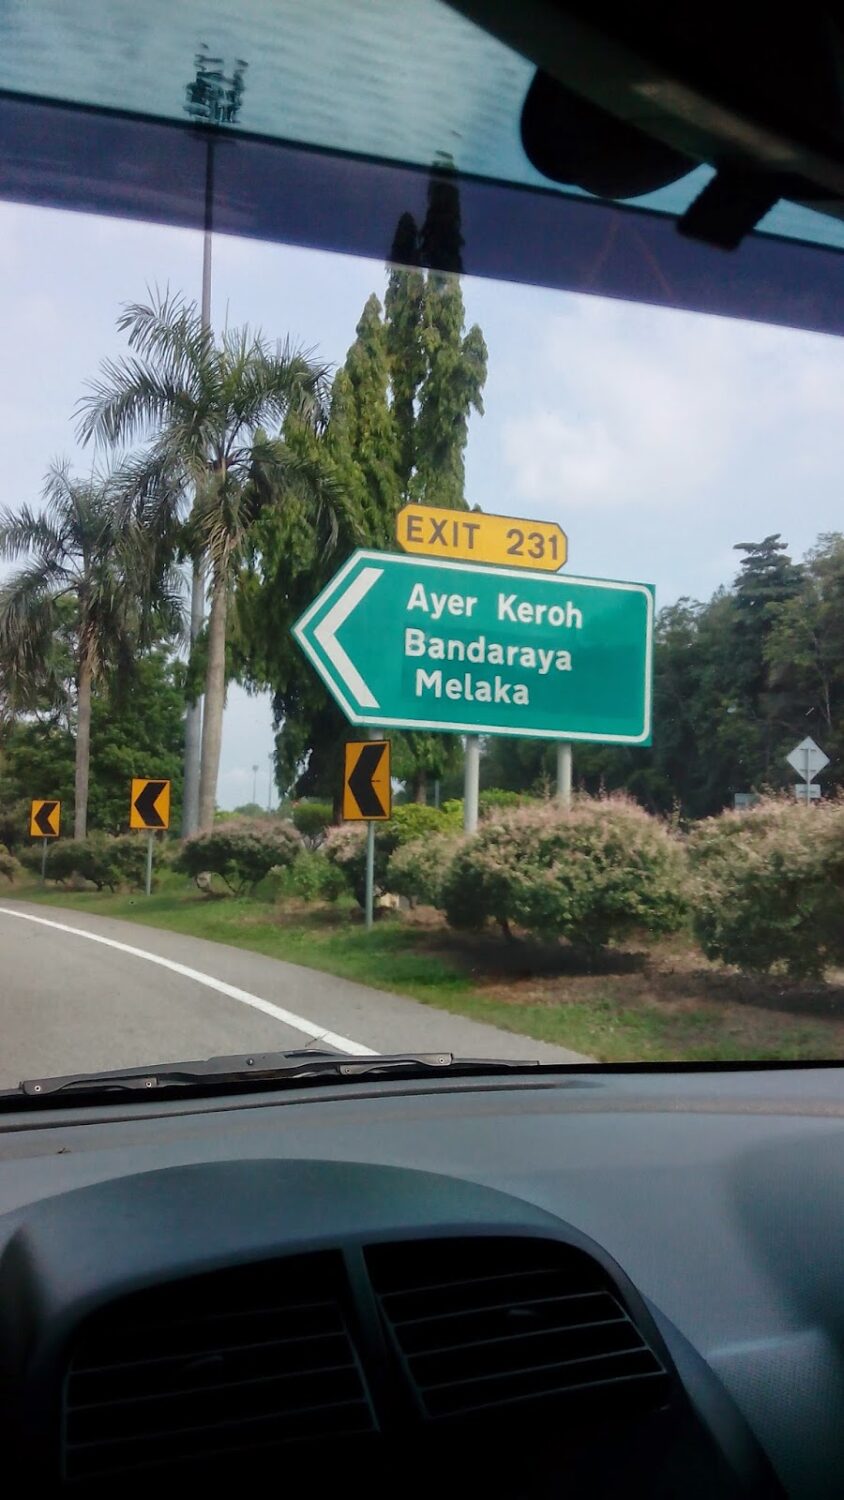 EXIT 231
Ayer Keroh
Bandaraya
Melaka